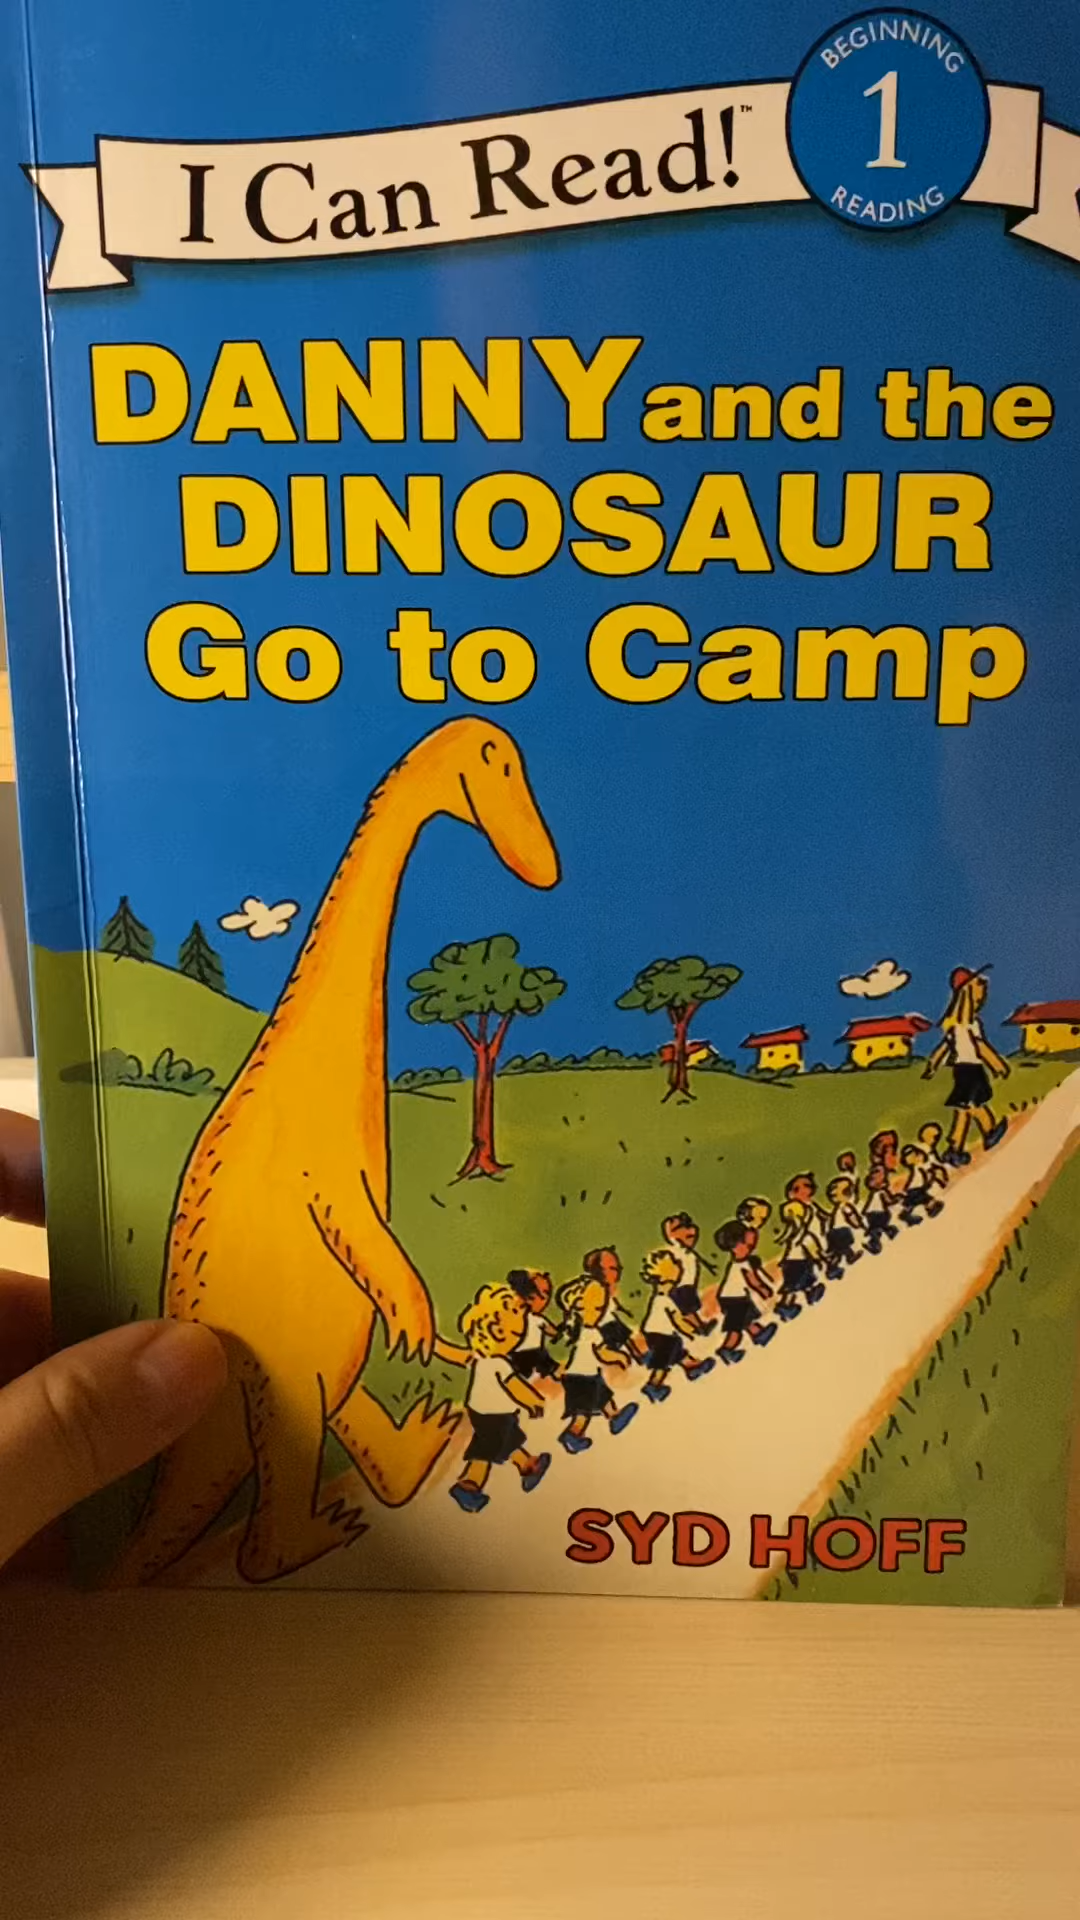 I Can Read!™
BEGINNING
1
READING
DANNY and the
DINOSAUR
Go to Camp
SYD HOFF